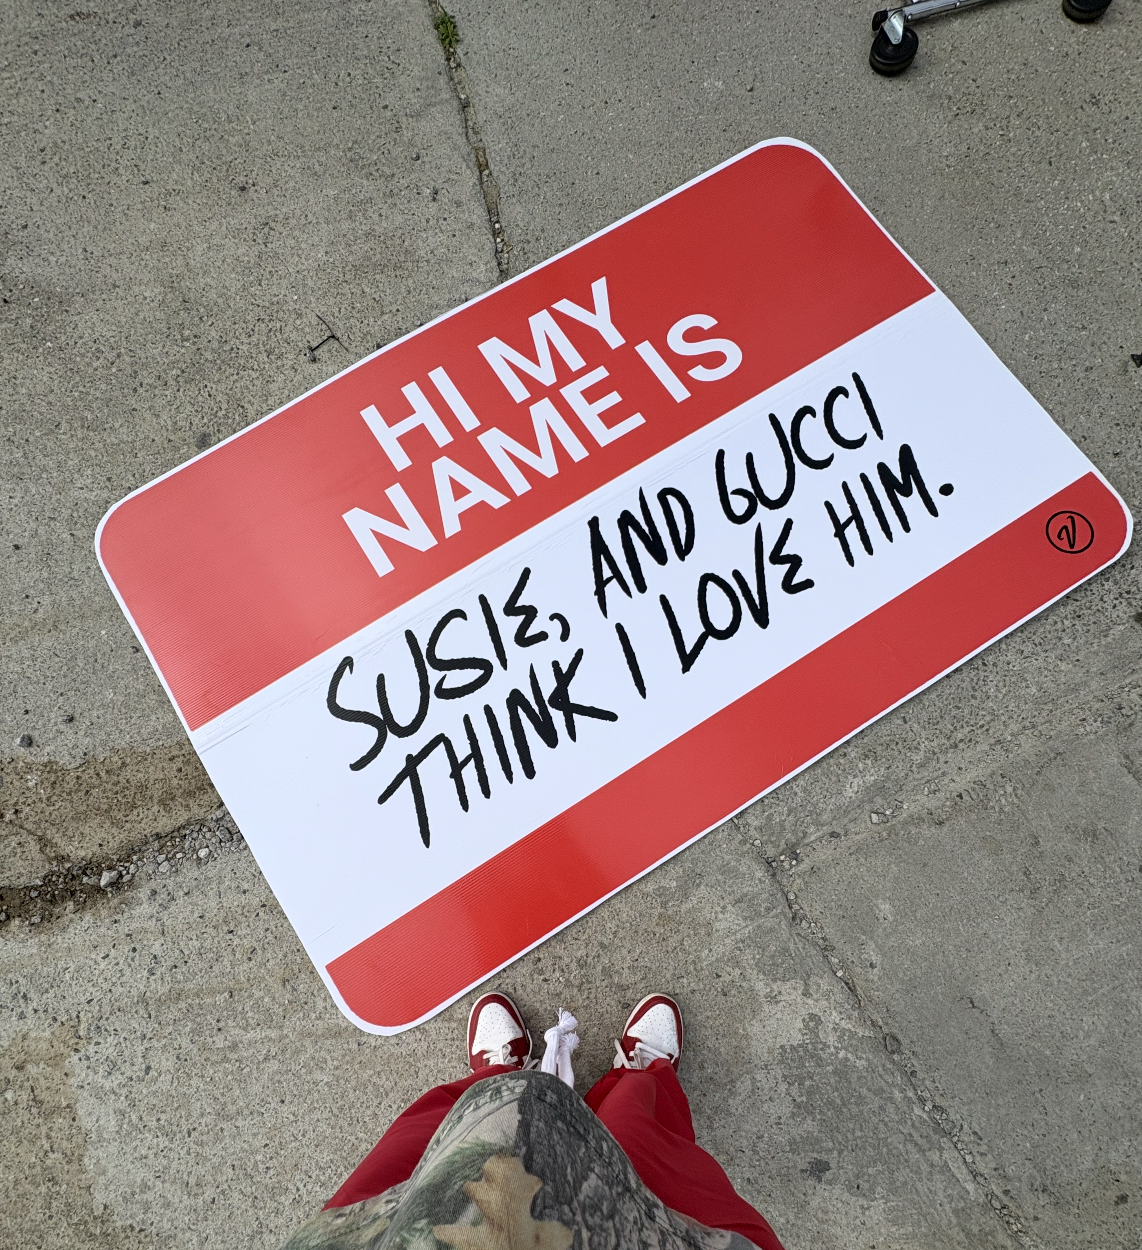 HI MY
NAME IS
SUSIE, AND GUCCI
THINK I LOVE HIM.
V